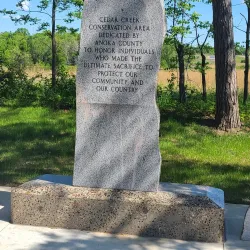 CEDAR CREEK
CONSERVATION AREA
DEDICATED BY
ANOKA COUNTY
TO HONOR INDIVIDUALS
WHO MADE THE
ULTIMATE SACRIFICE TO
PROTECT OUR
COMMUNITY AND
OUR COUNTRY